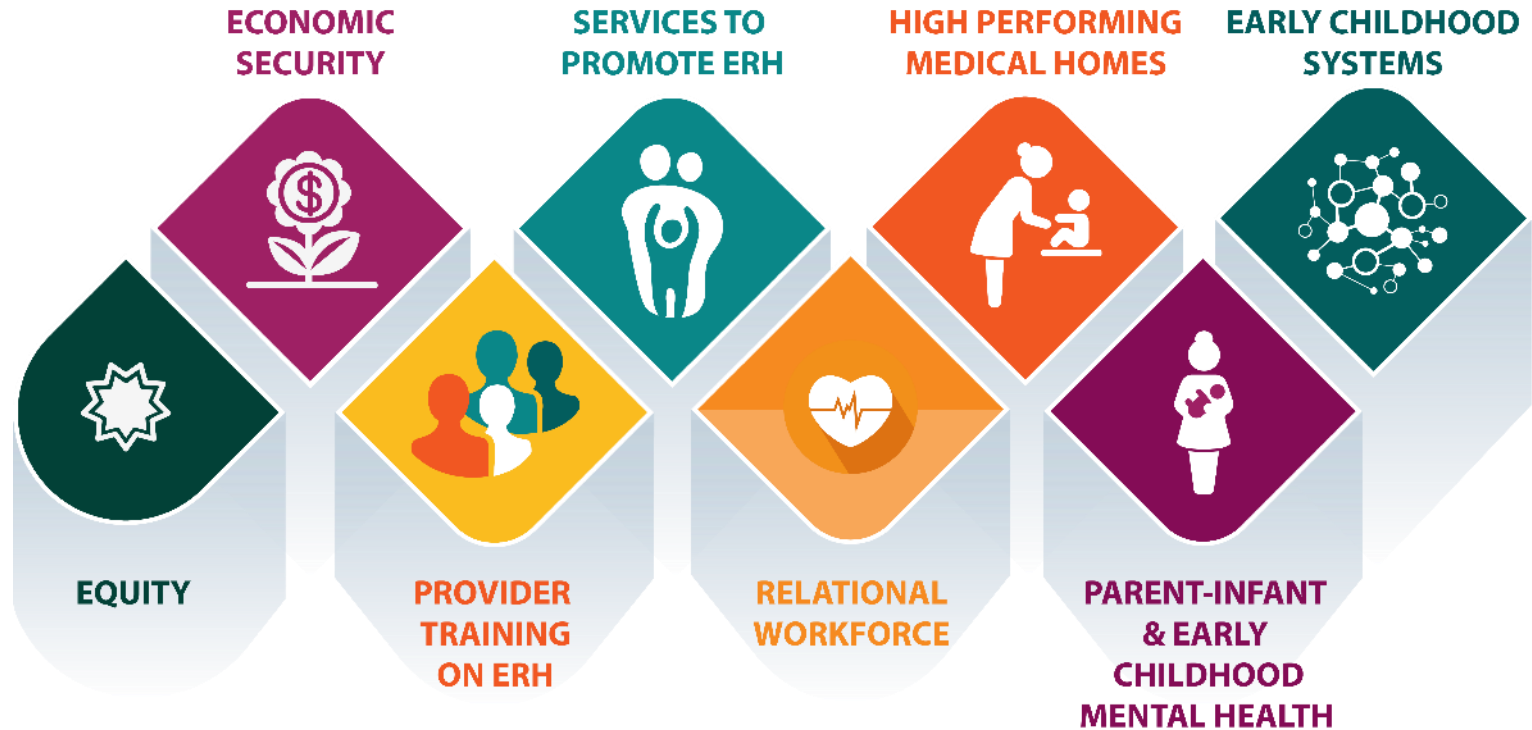 ECONOMIC
SECURITY
SERVICES TO
PROMOTE ERH
HIGH PERFORMING
MEDICAL HOMES
EARLY CHILDHOOD
SYSTEMS
$
EQUITY
PROVIDER
TRAINING
ON ERH
RELATIONAL
WORKFORCE
PARENT-INFANT
& EARLY
CHILDHOOD
MENTAL HEALTH